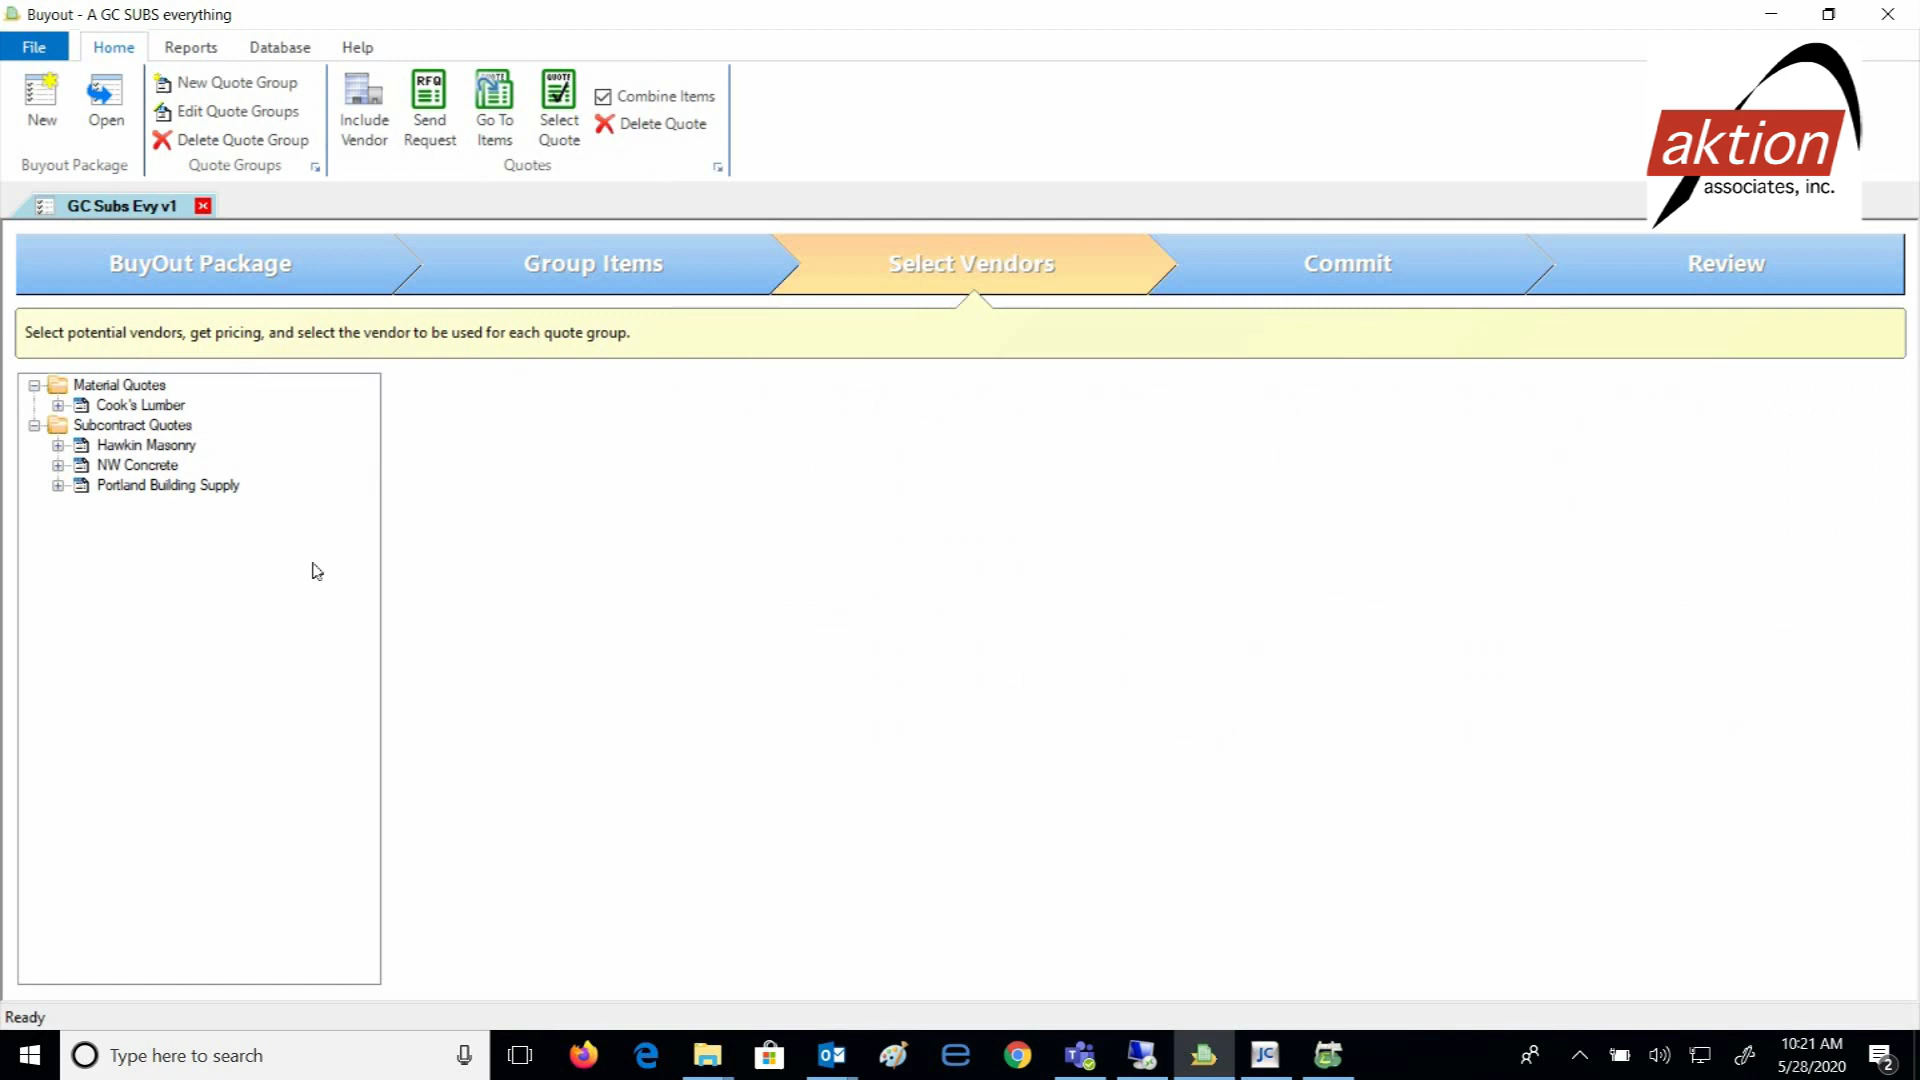 Buyout - A GC SUBS everything
File Home Reports Database Help
New
Open
Buyout Package
New Quote Group
Edit Quote Groups
Delete Quote Group
Quote Groups
Include
Vendor
RFQ
Send
Request
QUOTE
Go To
Items
QUOTE
Select
Quote
Combine Items
Delete Quote
Quotes
aktion
associates, inc.
GC Subs Evy v1
BuyOut Package
Group Items
Select Vendors
Commit
Review
Select potential vendors, get pricing, and select the vendor to be used for each quote group.
Material Quotes
Cook's Lumber
Subcontract Quotes
Hawkin Masonry
NW Concrete
Portland Building Supply
Ready
Type here to search
JC
10:21 AM
5/28/2020
2